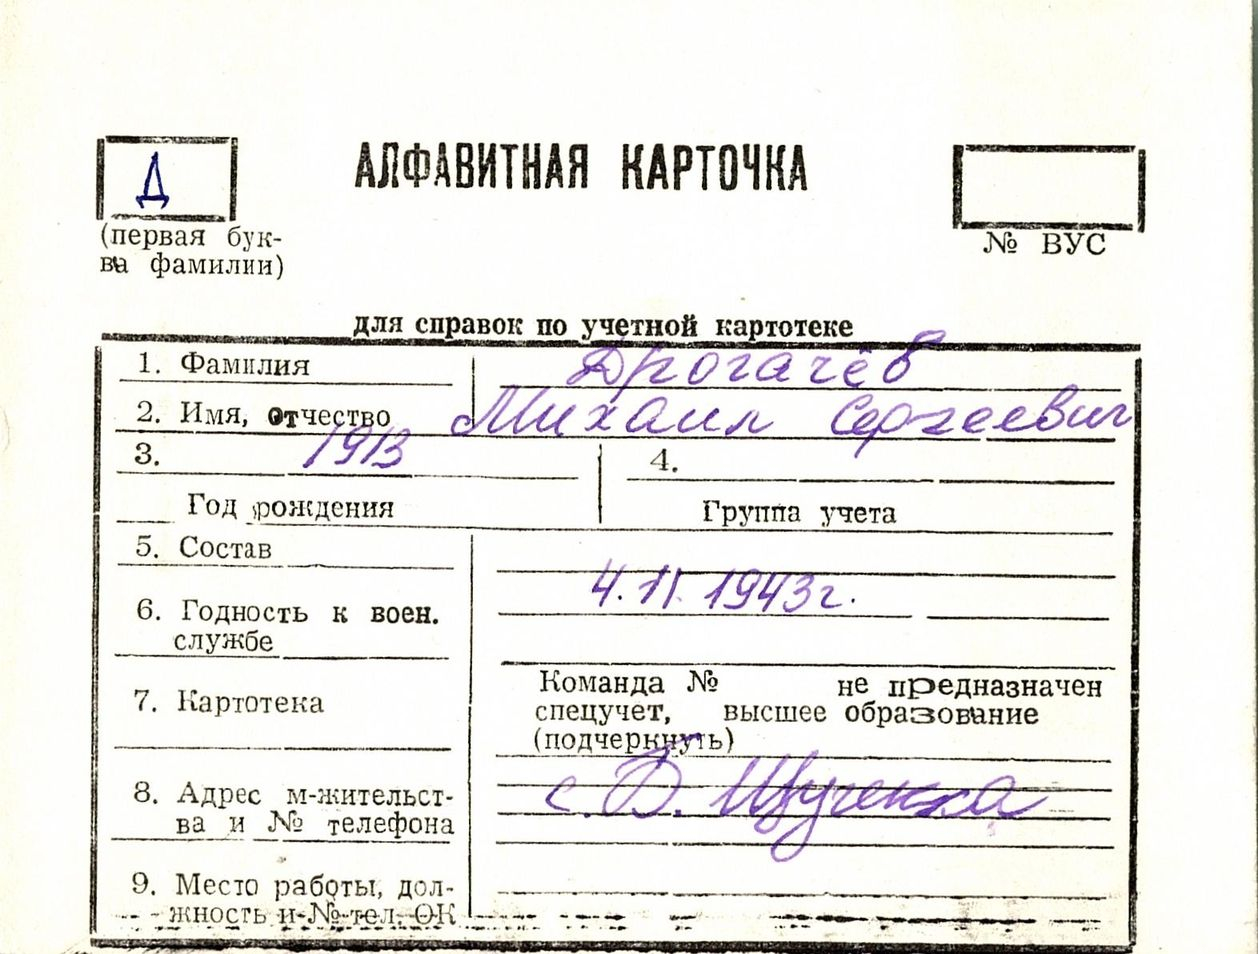 Д
АЛФАВИТНАЯ КАРТОЧКА
(первая бук-
ва фамилии)
№ ВУС
для справок по учетной картотеке
1. Фамилия Дрогачёв
2. Имя, отчество Михаил Сергеевич
3. 1913 4.
Год рождения Группа учета
5. Состав
4.11.1943г.
6. Годность к воен.
службе
Команда № не предназначен
7. Картотека спецучет, высшее образование
(подчеркнуть)
8. Адрес м-жительст- с. Б. Щученка
ва и № телефона
9. Место работы, дол-
жность и № тел. ОК